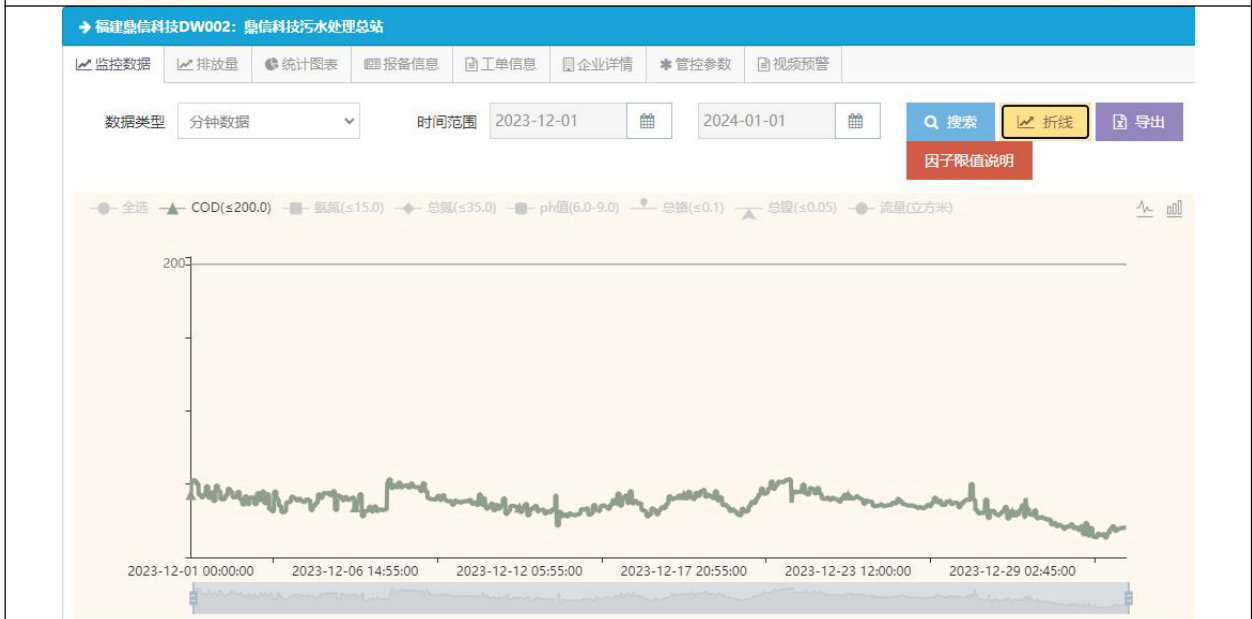 福建鼎信科技DW002：鼎信科技污水处理总站
监控数据 排放量 统计图表 报备信息 工单信息 企业详情 管控参数 视频预警
数据类型 分钟数据 时间范围 2023-12-01 2024-01-01 搜索 折线 导出
因子限值说明
全选 COD(≤200.0) 氨氮(≤15.0) 总氮(≤35.0) ph值(6.0-9.0) 总铬(≤0.1) 总镍(≤0.05) 流量(立方米)
200
2023-12-01 00:00:00 2023-12-06 14:55:00 2023-12-12 05:55:00 2023-12-17 20:55:00 2023-12-23 12:00:00 2023-12-29 02:45:00